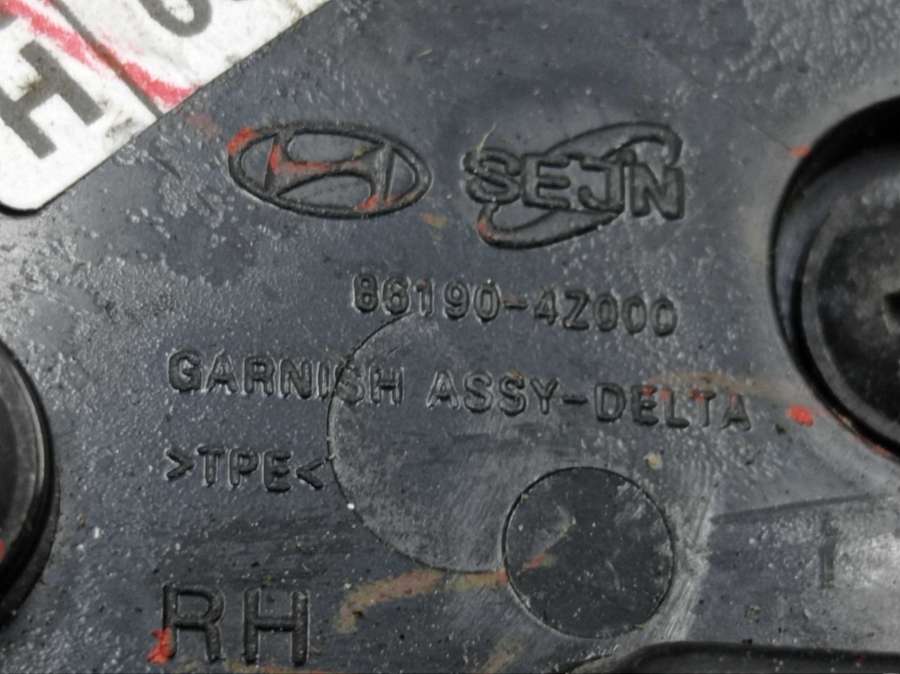 H
SEJN
86190-4Z000
GARNISH ASSY-DELTA
>TPE<
RH